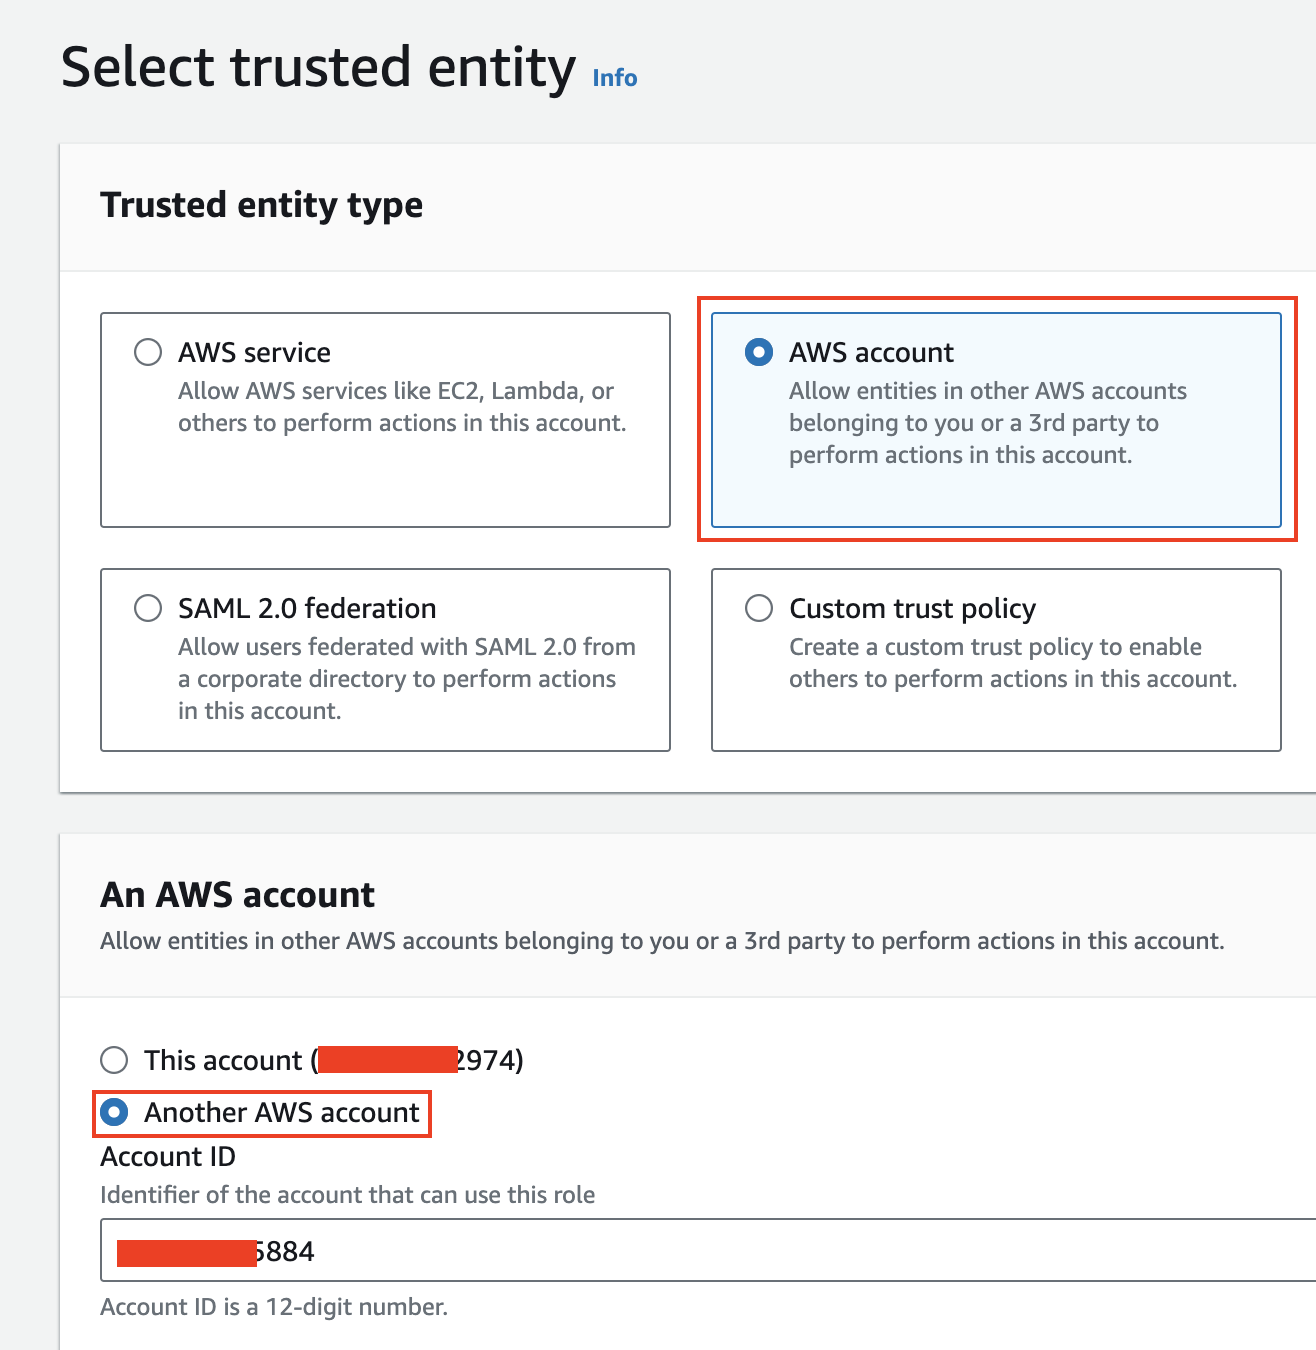 Select trusted entity Info
Trusted entity type
AWS service
Allow AWS services like EC2, Lambda, or
others to perform actions in this account.
AWS account
Allow entities in other AWS accounts
belonging to you or a 3rd party to
perform actions in this account.
SAML 2.0 federation
Allow users federated with SAML 2.0 from
a corporate directory to perform actions
in this account.
Custom trust policy
Create a custom trust policy to enable
others to perform actions in this account.
An AWS account
Allow entities in other AWS accounts belonging to you or a 3rd party to perform actions in this account.
This account (2974)
Another AWS account
Account ID
Identifier of the account that can use this role
5884
Account ID is a 12-digit number.